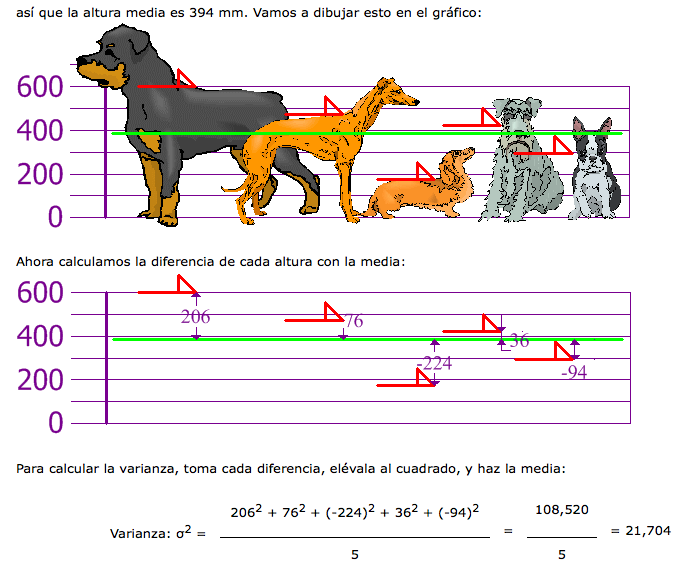 así que la altura media es 394 mm. Vamos a dibujar esto en el gráfico:
600
400
200
0
Ahora calculamos la diferencia de cada altura con la media:
600
206
76
400
36
-224
-94
200
0
Para calcular la varianza, toma cada diferencia, elévala al cuadrado, y haz la media:
206² + 76² + (-224)² + 36² + (-94)² 108,520
Varianza: σ² = = = 21,704
5 5